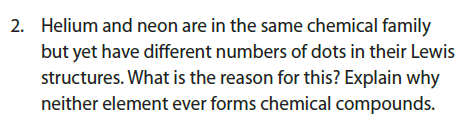 2. Helium and neon are in the same chemical family
but yet have different numbers of dots in their Lewis
structures. What is the reason for this? Explain why
neither element ever forms chemical compounds.